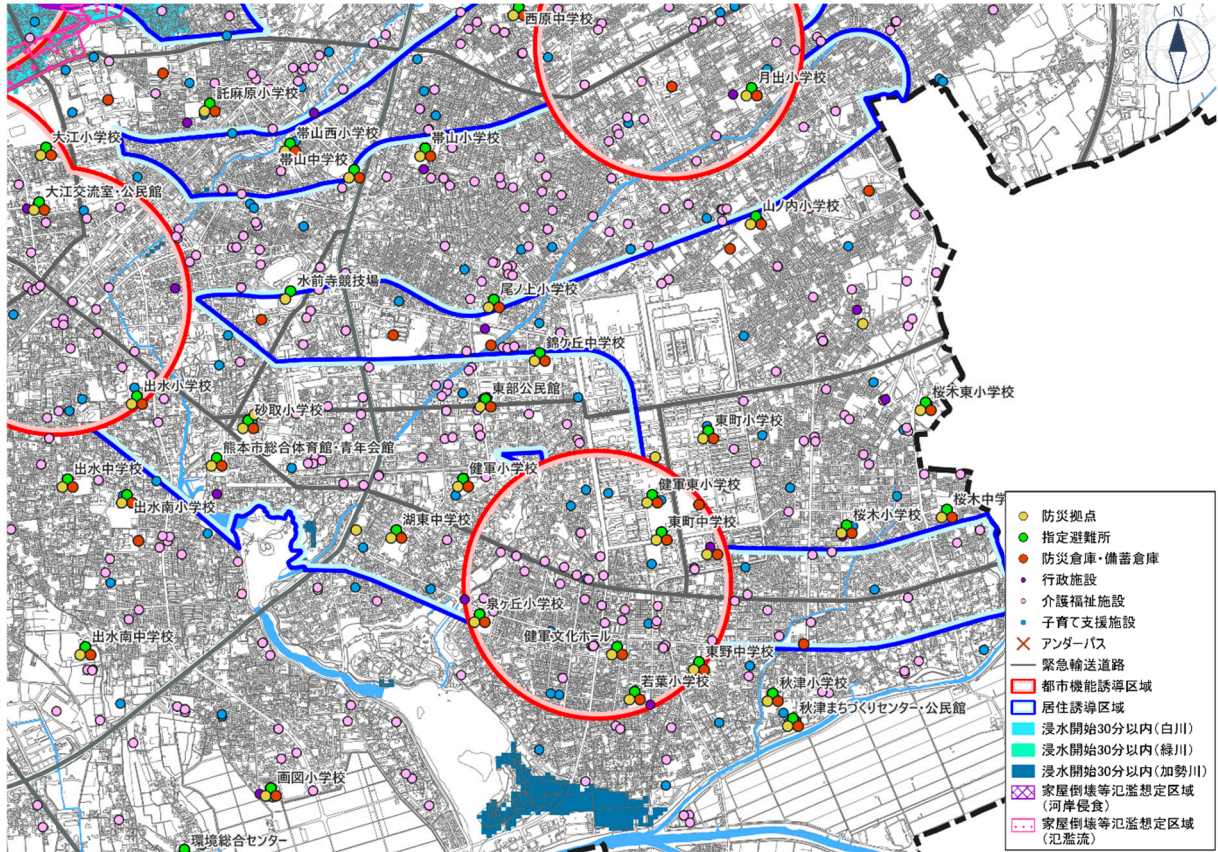 N
西原中学校
月出小学校
託麻原小学校
大江小学校
帯山西小学校
帯山小学校
帯山中学校
大江交流室・公民館
山ノ内小学校
水前寺競技場
尾ノ上小学校
錦ケ丘中学校
出水小学校
東部公民館
桜木東小学校
砂取小学校
東町小学校
熊本市総合体育館・青年会館
出水中学校
健軍小学校
健軍東小学校
出水南小学校
桜木中学
湖東中学校
東町中学校
桜木小学校
泉ヶ丘小学校
出水南中学校
健軍文化ホール
東野中学校
若葉小学校
秋津小学校
秋津まちづくりセンター・公民館
画図小学校
環境総合センター
防災拠点
指定避難所
防災倉庫・備蓄倉庫
行政施設
介護福祉施設
子育て支援施設
アンダーパス
緊急輸送道路
都市機能誘導区域
居住誘導区域
浸水開始30分以内(白川)
浸水開始30分以内(緑川)
浸水開始30分以内(加勢川)
家屋倒壊等氾濫想定区域
(河岸侵食)
家屋倒壊等氾濫想定区域
(氾濫流)